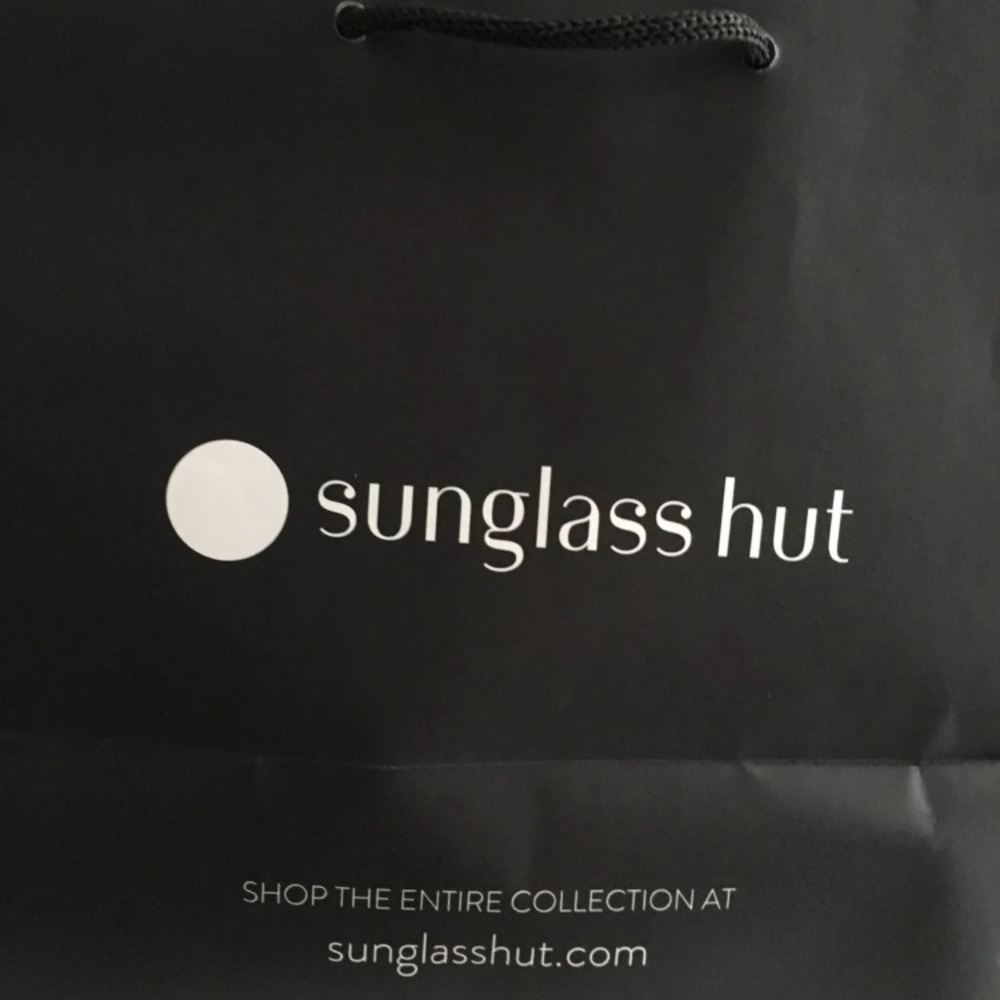 sunglass hut
SHOP THE ENTIRE COLLECTION AT
sunglasshut.com